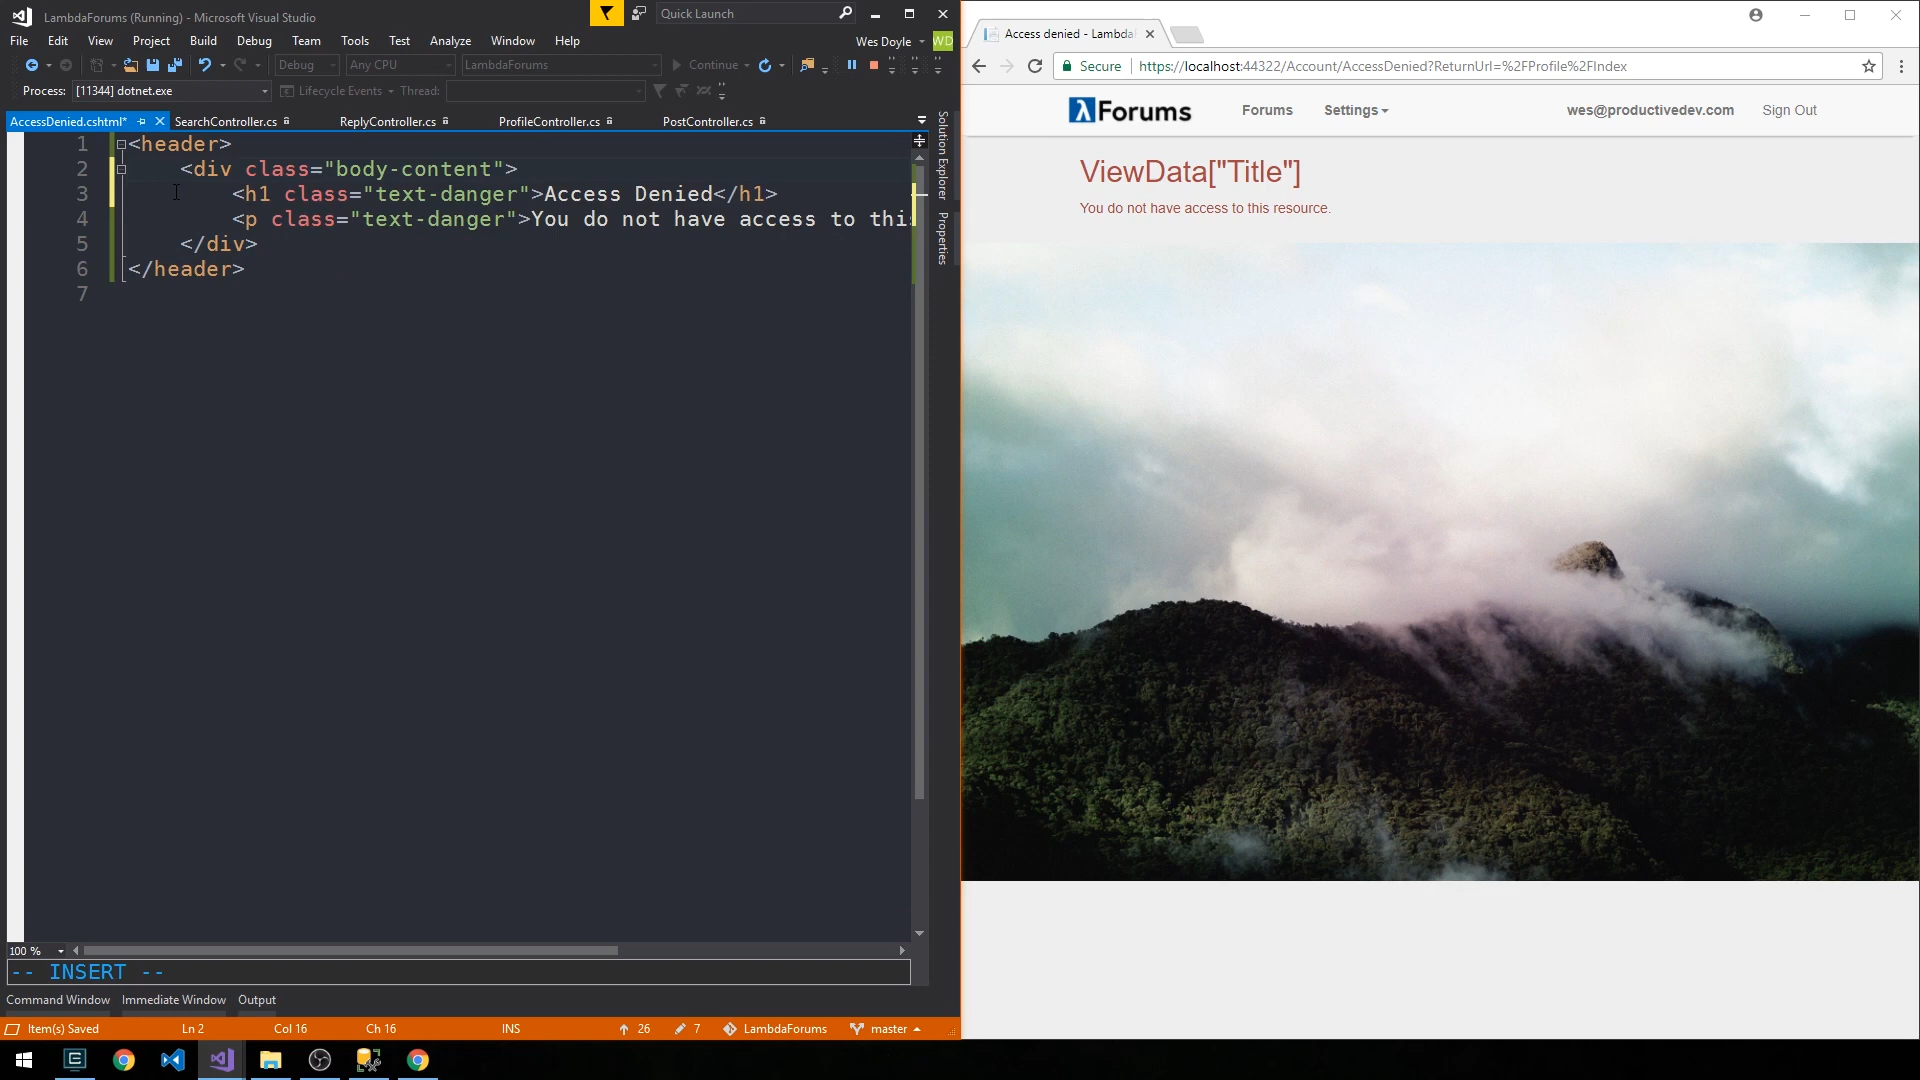 LambdaForums (Running) - Microsoft Visual Studio
Quick Launch
File Edit View Project Build Debug Team Tools Test Analyze Window Help
Wes Doyle WD
Debug Any CPU LambdaForums Continue
Process: [11344] dotnet.exe Lifecycle Events Thread:
AccessDenied.cshtml* SearchController.cs ReplyController.cs ProfileController.cs PostController.cs
1 <header>
2 <div class="body-content">
3 <h1 class="text-danger">Access Denied</h1>
4 <p class="text-danger">You do not have access to this
5 </div>
6 </header>
7
Solution Explorer
Properties
100 %
-- INSERT --
Command Window Immediate Window Output
Item(s) Saved Ln 2 Col 16 Ch 16 INS 26 7 LambdaForums master
Access denied - Lambda
Secure https://localhost:44322/Account/AccessDenied?ReturnUrl=%2FProfile%2FIndex
λForums Forums Settings wes@productivedev.com Sign Out
ViewData["Title"]
You do not have access to this resource.